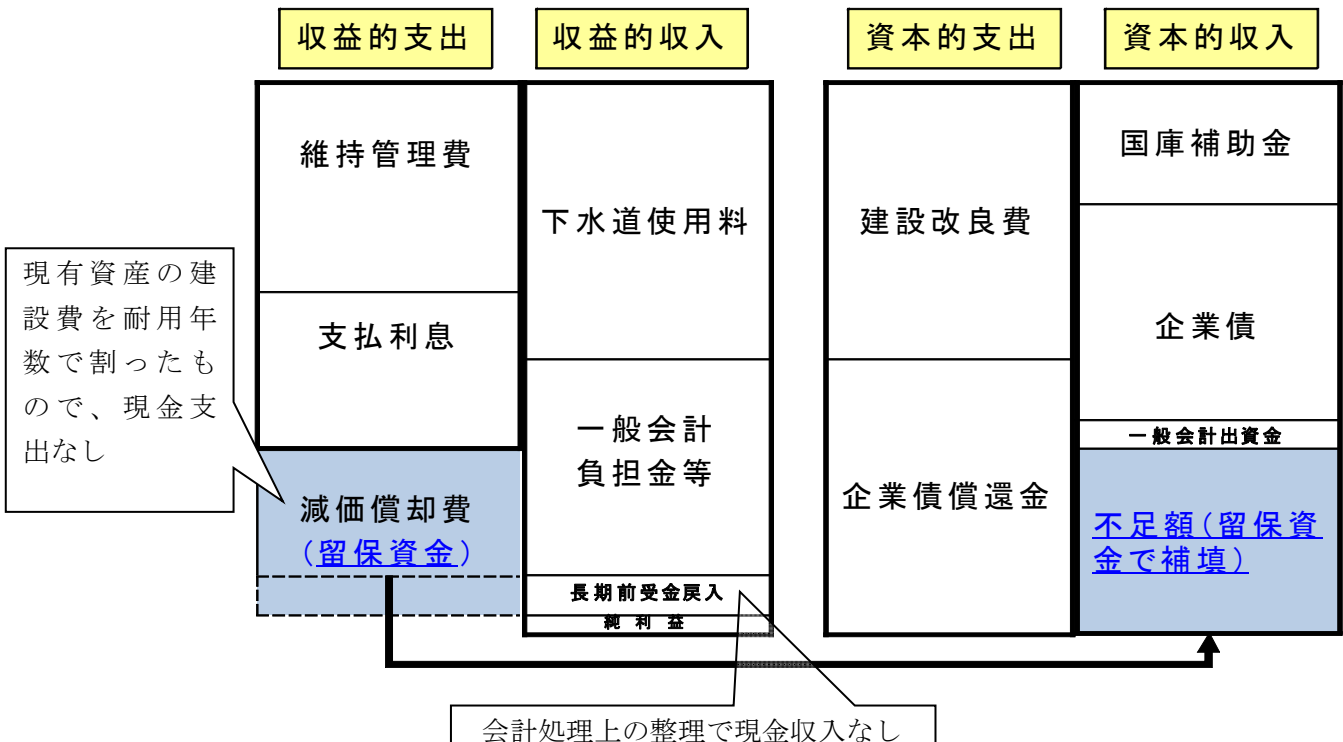 収益的支出
収益的収入
資本的支出
資本的収入
維持管理費
支払利息
減価償却費
(留保資金)
下水道使用料
一般会計
負担金等
長期前受金戻入
純利益
建設改良費
企業債償還金
国庫補助金
企業債
一般会計出資金
不足額(留保資
金で補填)
現有資産の建
設費を耐用年
数で割ったも
ので、現金支
出なし
会計処理上の整理で現金収入なし